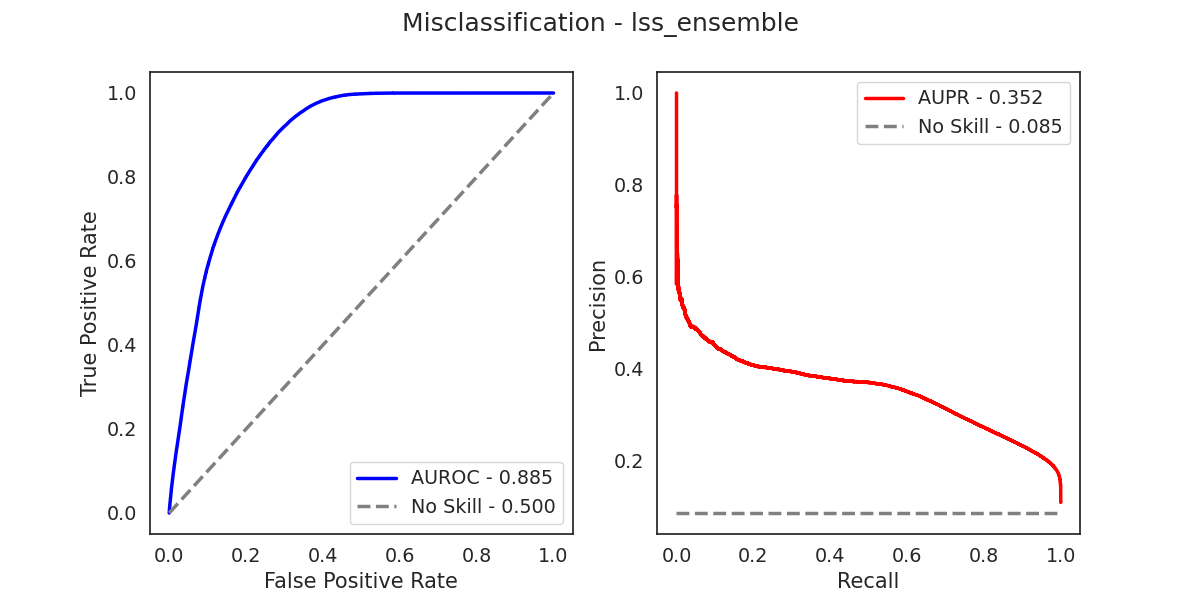 Misclassification - lss_ensemble
True Positive Rate
1.0
0.8
0.6
0.4
0.2
0.0
AUROC - 0.885
No Skill - 0.500
0.0 0.2 0.4 0.6 0.8 1.0
False Positive Rate
Precision
1.0
0.8
0.6
0.4
0.2
AUPR - 0.352
No Skill - 0.085
0.0 0.2 0.4 0.6 0.8 1.0
Recall